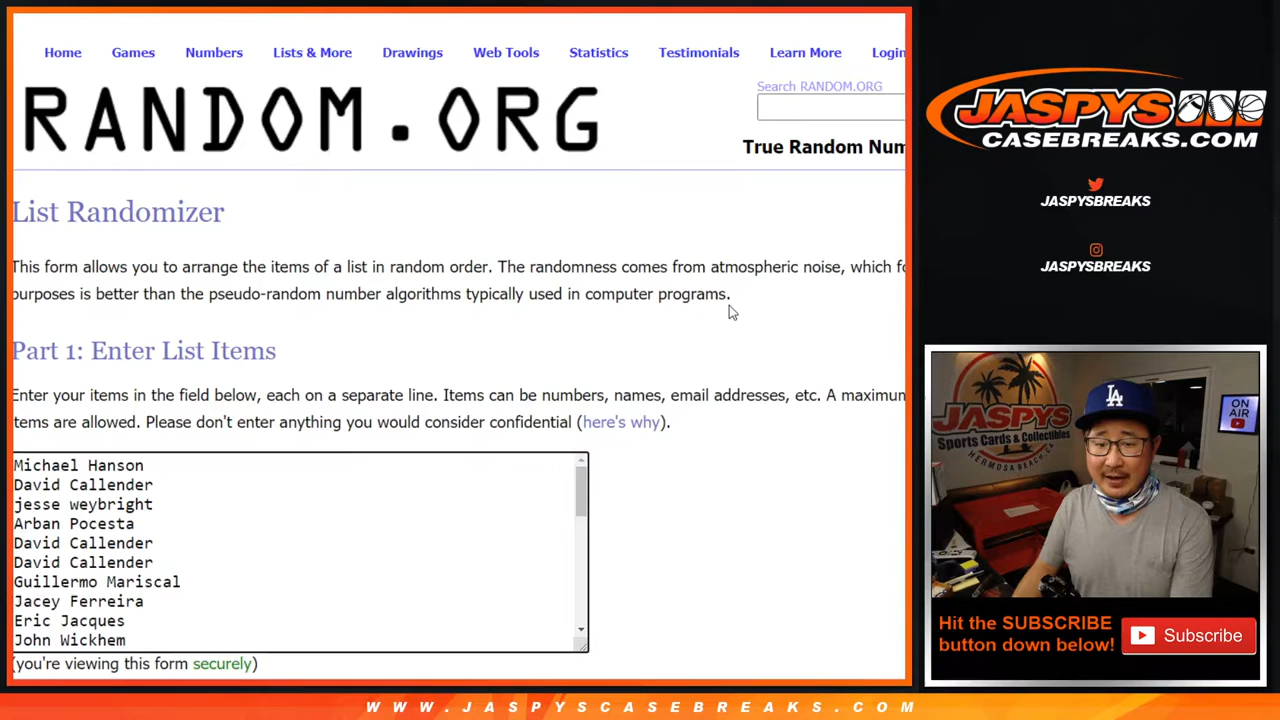 Home Games Numbers Lists & More Drawings Web Tools Statistics Testimonials Learn More Login
RANDOM.ORG
Search RANDOM.ORG
True Random Num
List Randomizer
This form allows you to arrange the items of a list in random order. The randomness comes from atmospheric noise, which fo
purposes is better than the pseudo-random number algorithms typically used in computer programs.
Part 1: Enter List Items
Enter your items in the field below, each on a separate line. Items can be numbers, names, email addresses, etc. A maximum
items are allowed. Please don't enter anything you would consider confidential (here's why).
Michael Hanson
David Callender
jesse weybright
Arban Pocesta
David Callender
David Callender
Guillermo Mariscal
Jacey Ferreira
Eric Jacques
John Wickhem
(you're viewing this form securely)
JASPYS
CASEBREAKS.COM
JASPYSBREAKS
JASPYSBREAKS
JASPYS
Sports Cards & Collectibles
HERMOSA BEACH, CA
LA
ON
AIR
Hit the SUBSCRIBE
button down below!
Subscribe
WWW.JASPYSCASEBREAKS.COM